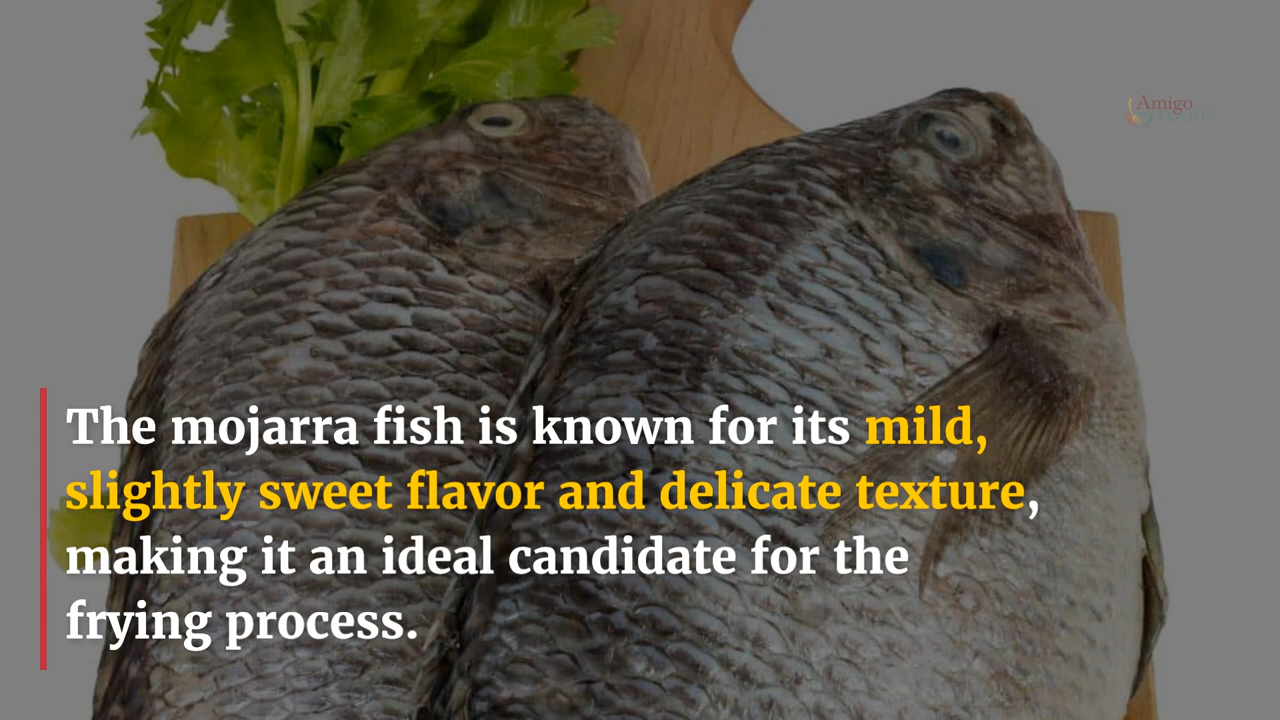 Amigo
FOODS
The mojarra fish is known for its mild,
slightly sweet flavor and delicate texture,
making it an ideal candidate for the
frying process.